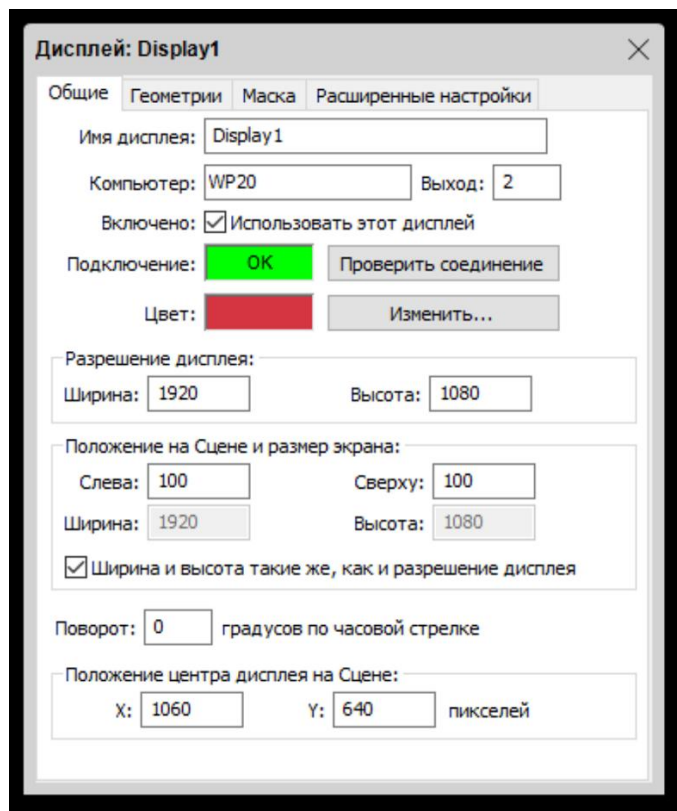 Дисплей: Display1
Общие Геометрии Маска Расширенные настройки
Имя дисплея: Display1
Компьютер: WP20 Выход: 2
Включено: Использовать этот дисплей
Подключение: OK Проверить соединение
Цвет: Изменить...
Разрешение дисплея:
Ширина: 1920 Высота: 1080
Положение на Сцене и размер экрана:
Слева: 100 Сверху: 100
Ширина: 1920 Высота: 1080
Ширина и высота такие же, как и разрешение дисплея
Поворот: 0 градусов по часовой стрелке
Положение центра дисплея на Сцене:
X: 1060 Y: 640 пикселей